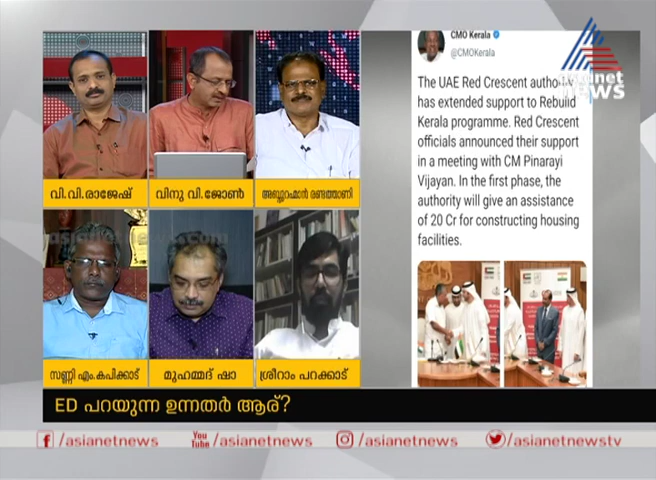 CMO Kerala
@CMOKerala
asianet
NEWS
The UAE Red Crescent
has extended support to Rebuild
Kerala programme. Red Crescent
officials announced their support
in a meeting with CM Pinarayi
Vijayan. In the first phase, the
authority will give an assistance
of 20 Cr for constructing housing
facilities.
വി.വി.രാജേഷ്
വിനു വി.ജോൺ
അബ്ദുറഹ്മാൻ രണ്ടത്താണി
സണ്ണി എം.കപിക്കാട്
മുഹമ്മദ് ഷാ
ശ്രീറാം പറക്കാട്
ED പറയുന്ന ഉന്നതർ ആര്?
/asianetnews
You Tube /asianetnews
/asianetnews
/asianetnewstv